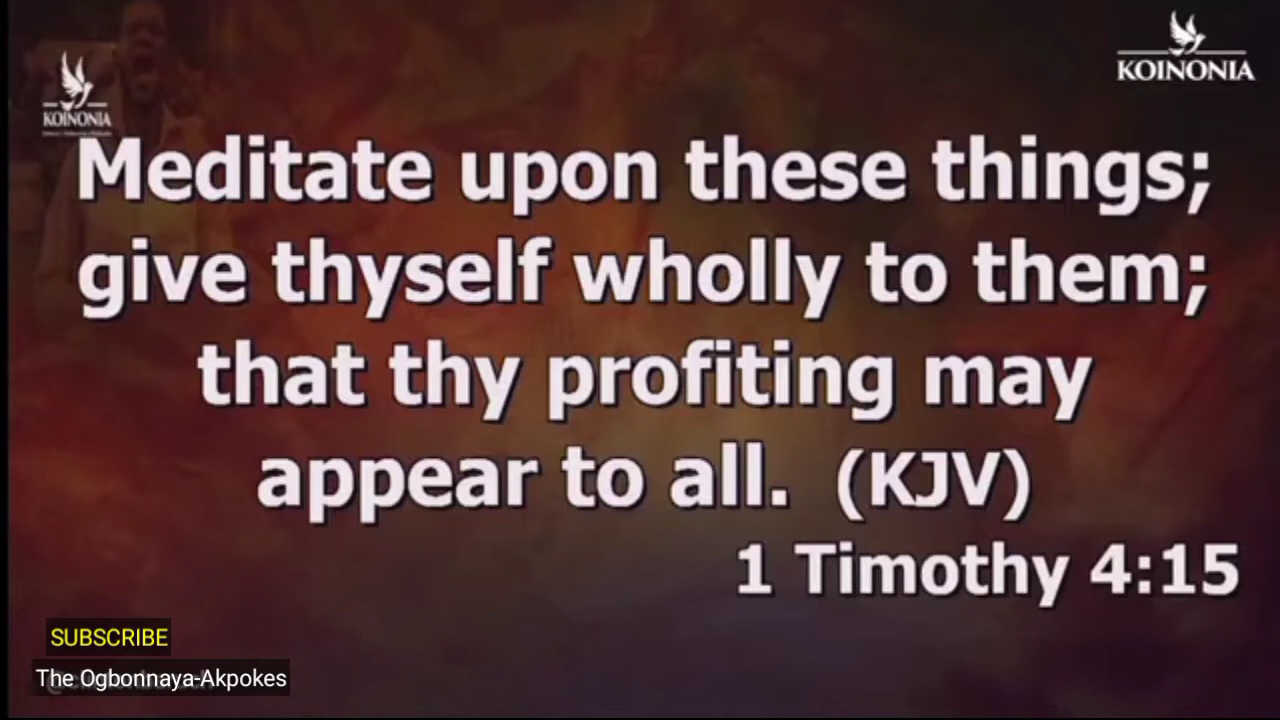 KOINONIA
KOINONIA
Meditate upon these things;
give thyself wholly to them;
that thy profiting may
appear to all. (KJV)
1 Timothy 4:15
SUBSCRIBE
The Ogbonnaya-Akpokes